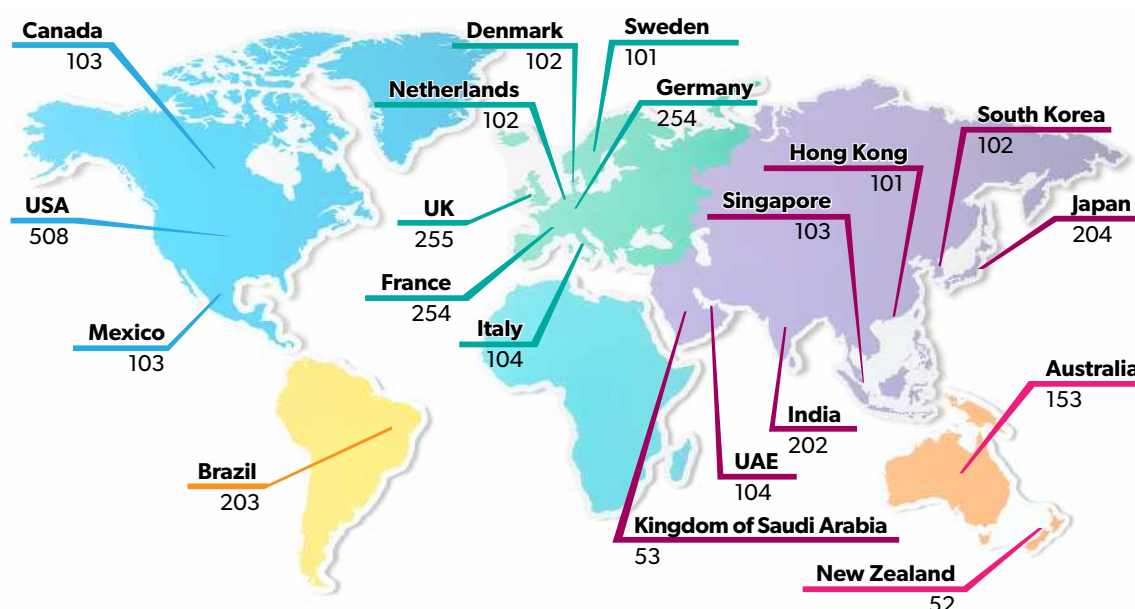 Canada
103
USA
508
Mexico
103
Brazil
203
Denmark
102
Sweden
101
Netherlands
102
Germany
254
UK
255
France
254
Italy
104
South Korea
102
Hong Kong
101
Singapore
103
Japan
204
India
202
UAE
104
Kingdom of Saudi Arabia
53
Australia
153
New Zealand
52